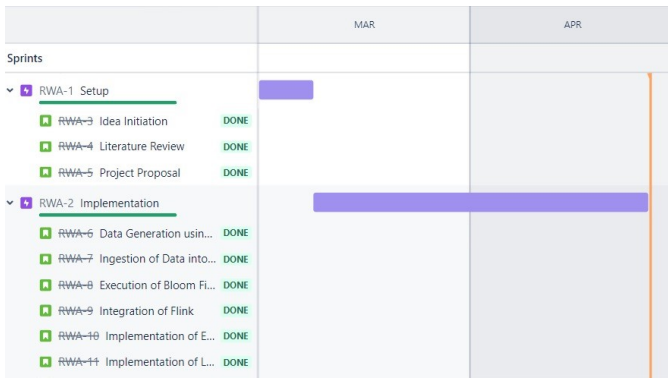 MAR APR
Sprints
RWA-1 Setup
RWA-3 Idea Initiation DONE
RWA-4 Literature Review DONE
RWA-5 Project Proposal DONE
RWA-2 Implementation
RWA-6 Data Generation usin... DONE
RWA-7 Ingestion of Data into... DONE
RWA-8 Execution of Bloom Fi... DONE
RWA-9 Integration of Flink DONE
RWA-10 Implementation of E... DONE
RWA-11 Implementation of L... DONE